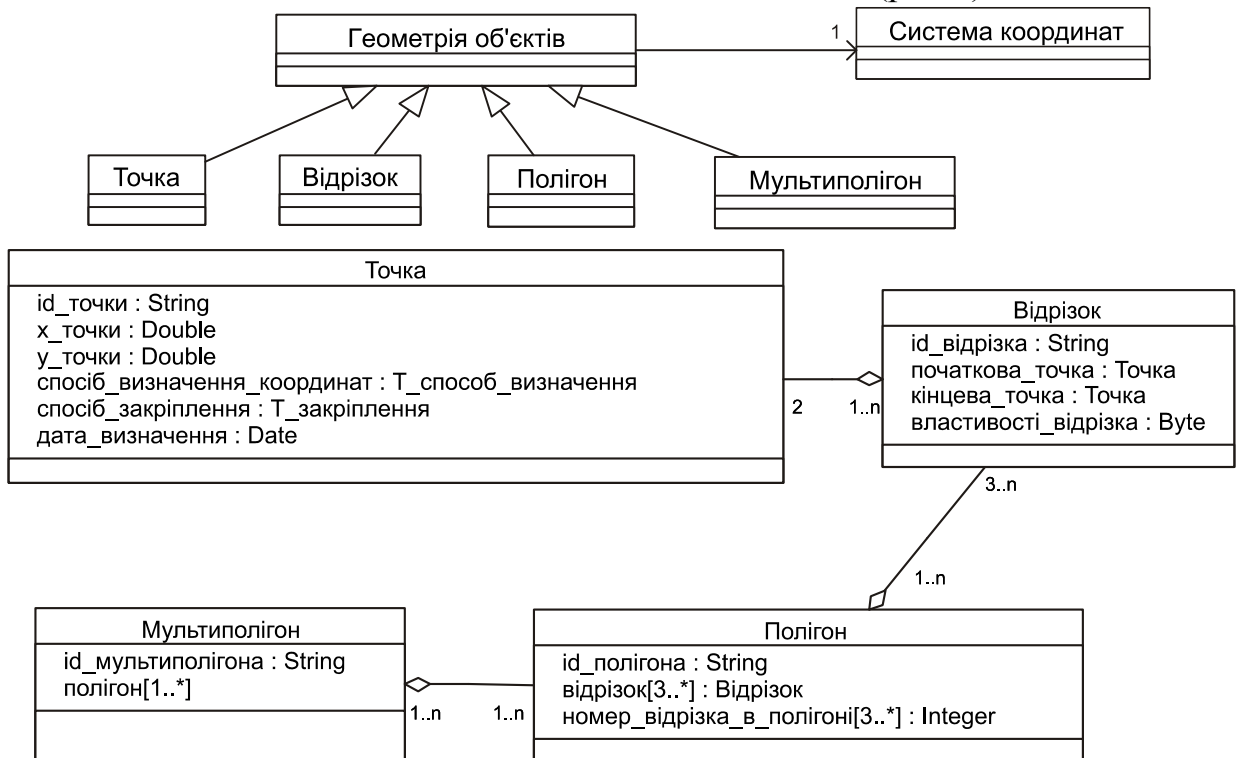 Геометрія об'єктів
1
Система координат
Точка
Відрізок
Полігон
Мультиполігон
Точка
id_точки : String
x_точки : Double
y_точки : Double
спосіб_визначення_координат : Т_способ_визначення
спосіб_закріплення : Т_закріплення
дата_визначення : Date
2
1..n
Відрізок
id_відрізка : String
початкова_точка : Точка
кінцева_точка : Точка
властивості_відрізка : Byte
3..n
1..n
Мультиполігон
id_мультиполігона : String
полігон[1..*]
1..n
1..n
Полігон
id_полігона : String
відрізок[3..*] : Відрізок
номер_відрізка_в_полігоні[3..*] : Integer